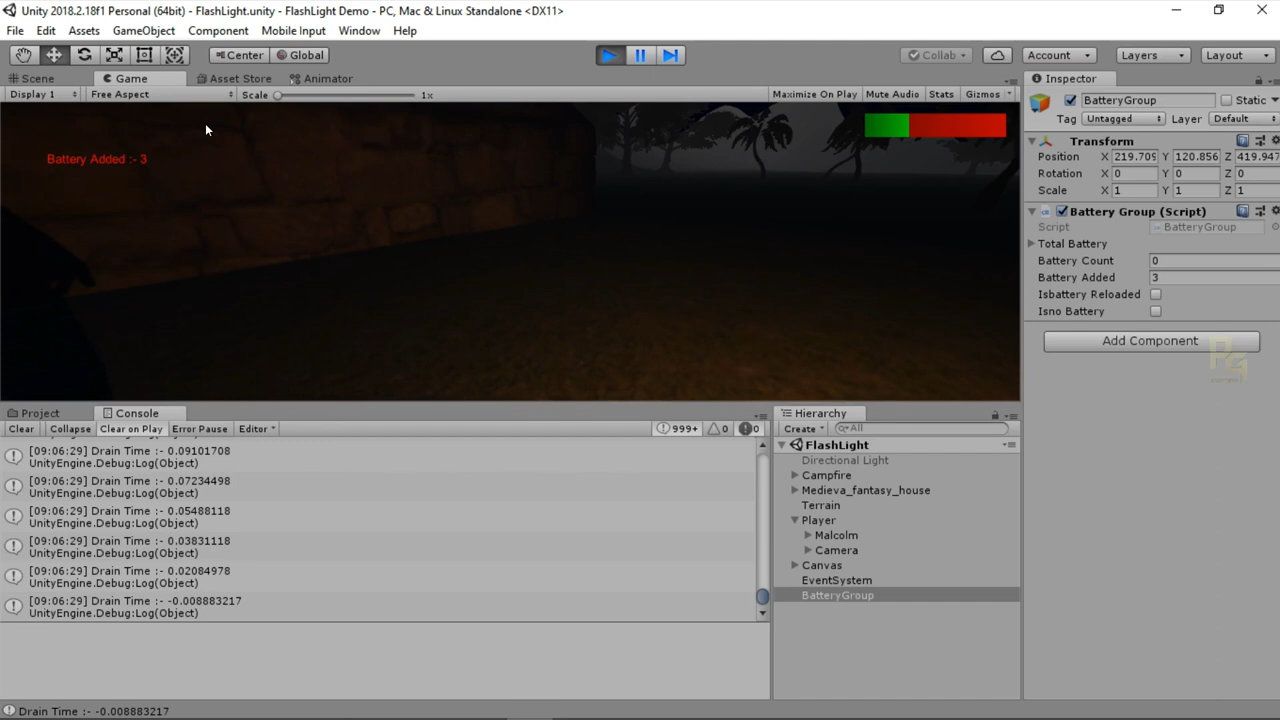 Unity 2018.2.18f1 Personal (64bit) - FlashLight.unity - FlashLight Demo - PC, Mac & Linux Standalone <DX11>
File Edit Assets GameObject Component Mobile Input Window Help
Center Global Collab Account Layers Layout
Scene Game Asset Store Animator
Display 1 Free Aspect Scale 1x Maximize On Play Mute Audio Stats Gizmos
Battery Added :- 3
Inspector
BatteryGroup Static
Tag Untagged Layer Default
Transform
Position X 219.709 Y 120.856 Z 419.947
Rotation X 0 Y 0 Z 0
Scale X 1 Y 1 Z 1
Battery Group (Script)
Script BatteryGroup
Total Battery
Battery Count 0
Battery Added 3
Isbattery Reloaded
Isno Battery
Add Component
Project Console
Clear Collapse Clear on Play Error Pause Editor 999+ 0 0
[09:06:29] Drain Time :- 0.09101708
UnityEngine.Debug:Log(Object)
[09:06:29] Drain Time :- 0.07234498
UnityEngine.Debug:Log(Object)
[09:06:29] Drain Time :- 0.05488118
UnityEngine.Debug:Log(Object)
[09:06:29] Drain Time :- 0.03831118
UnityEngine.Debug:Log(Object)
[09:06:29] Drain Time :- 0.02084978
UnityEngine.Debug:Log(Object)
[09:06:29] Drain Time :- -0.008883217
UnityEngine.Debug:Log(Object)
Hierarchy
Create All
FlashLight
Directional Light
Campfire
Medieva_fantasy_house
Terrain
Player
Malcolm
Camera
Canvas
EventSystem
BatteryGroup
Drain Time :- -0.008883217